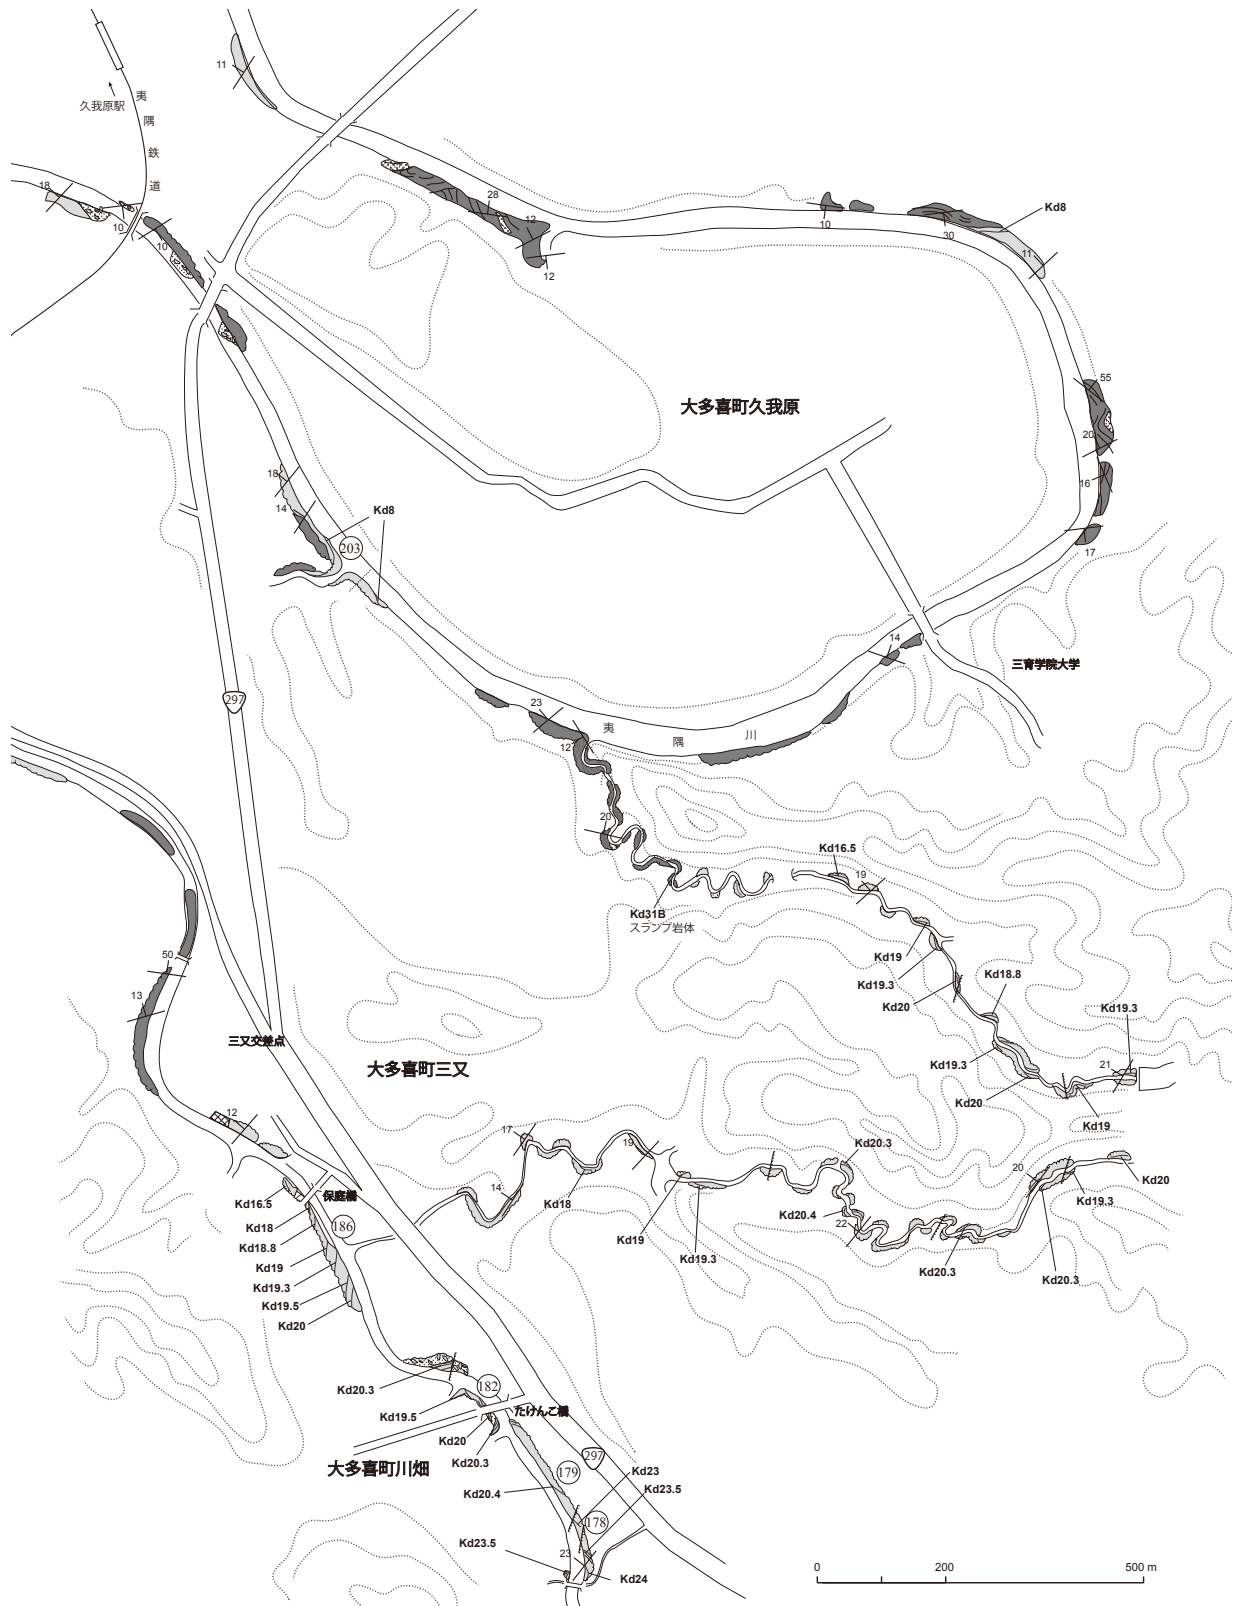 11
久我原駅
夷
隅
鉄
道
18
10
10
28
12
12
10
30
Kd8
11
大多喜町久我原
55
20
16
17
18
14
Kd8
203
14
三育学院大学
297
23
夷
隅
川
12
20
Kd16.5
19
Kd31B
スランプ岩体
Kd19
Kd19.3
Kd20
Kd18.8
50
13
三又交差点
大多喜町三又
Kd19.3
Kd19.3
21
Kd20
Kd19
12
17
19
14
Kd18
Kd20.3
20
Kd20
Kd19.3
保庭橋
Kd16.5
186
Kd18
Kd18.8
Kd19
Kd19.3
Kd19.5
Kd20
Kd19
Kd19.3
Kd20.4
22
Kd20.3
Kd20.3
Kd20.3
182
Kd19.5
たけんこ橋
Kd20
Kd20.3
大多喜町川畑
297
179
Kd23
Kd20.4
Kd23.5
178
Kd23.5
23
Kd24
0
200
500 m